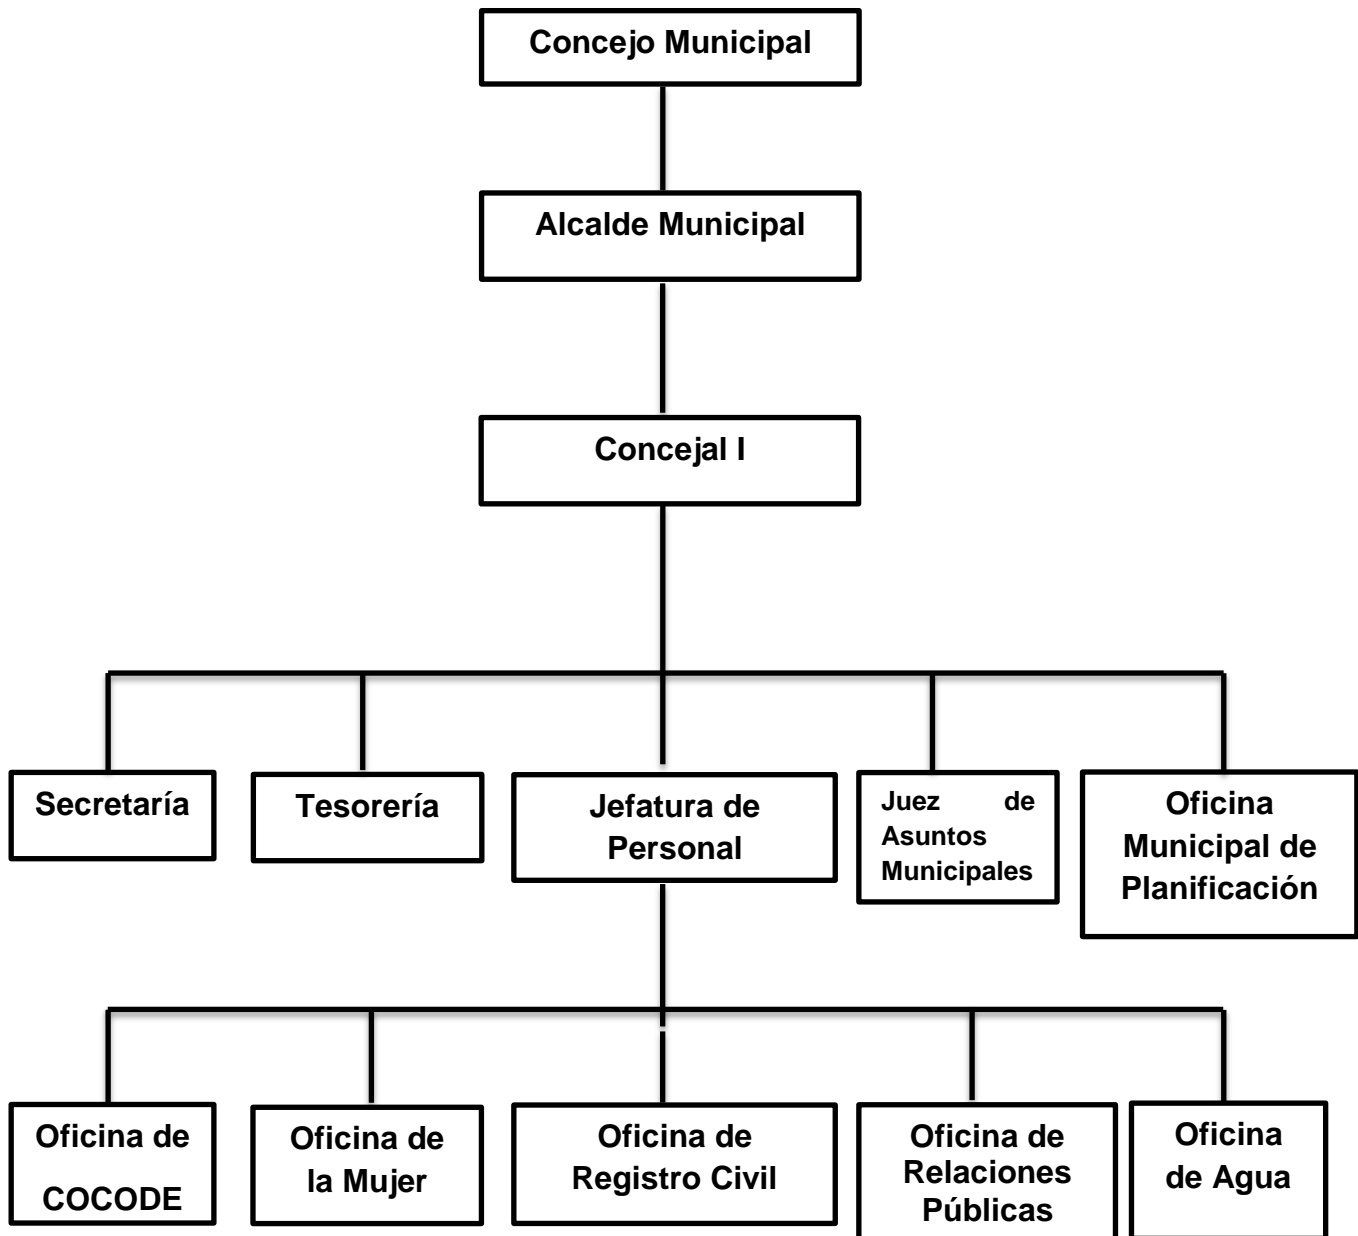 Concejo Municipal
Alcalde Municipal
Concejal I
Secretaría
Tesorería
Jefatura de
Personal
Juez de
Asuntos
Municipales
Oficina
Municipal de
Planificación
Oficina de
COCODE
Oficina de
la Mujer
Oficina de
Registro Civil
Oficina de
Relaciones
Públicas
Oficina
de Agua